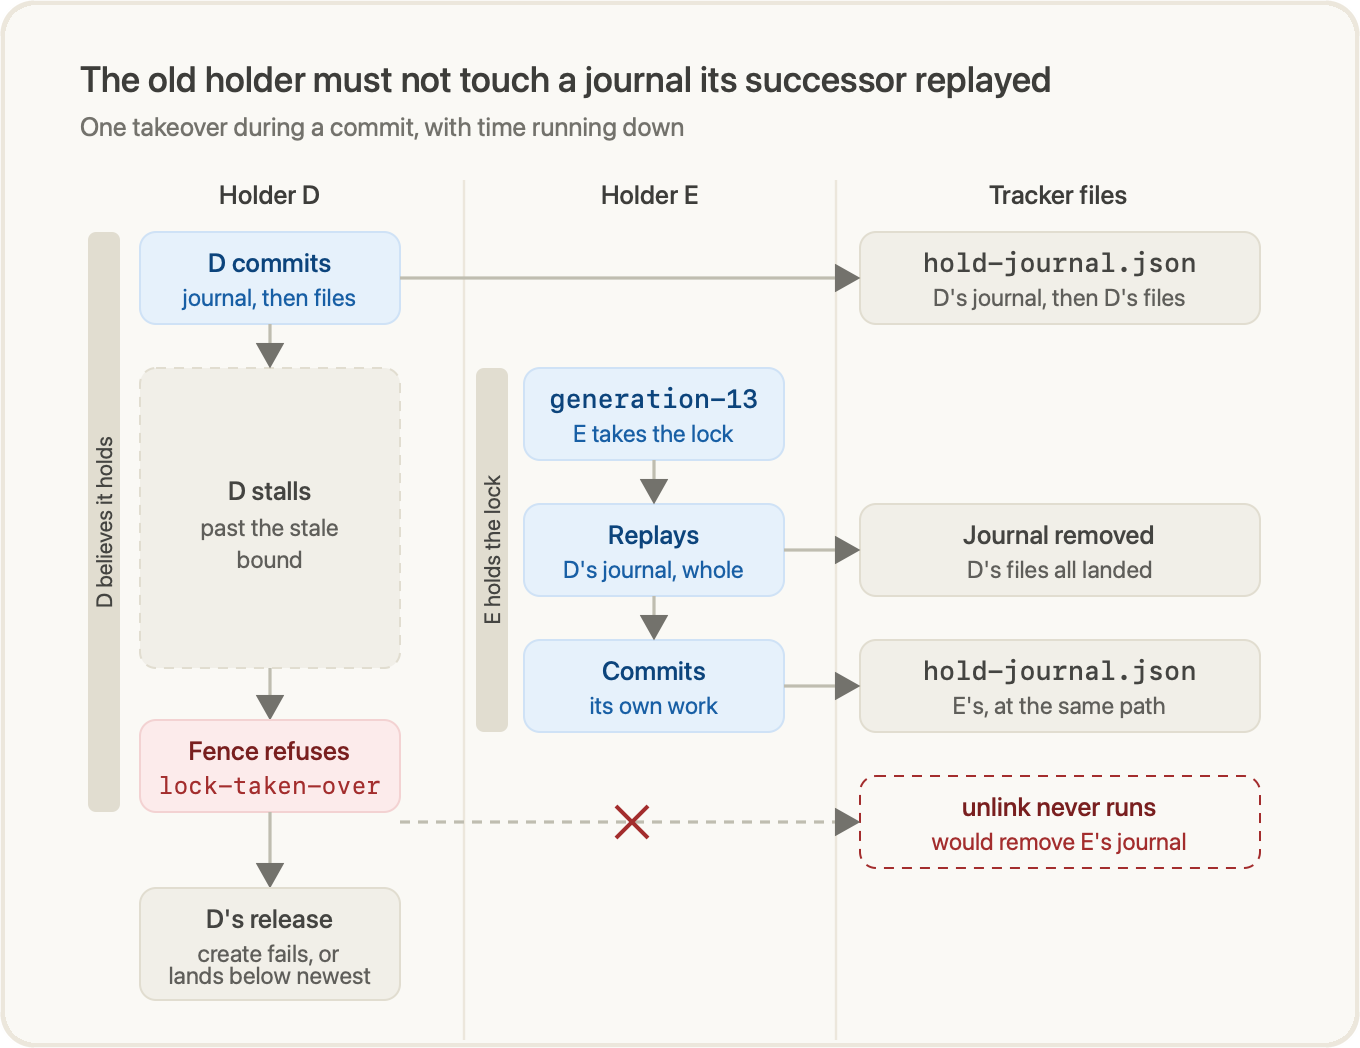 The old holder must not touch a journal its successor replayed
One takeover during a commit, with time running down
Holder D
Holder E
Tracker files
D believes it holds
D commits
journal, then files
hold-journal.json
D's journal, then D's files
D stalls
past the stale
bound
E holds the lock
generation-13
E takes the lock
Replays
D's journal, whole
Journal removed
D's files all landed
Commits
its own work
hold-journal.json
E's, at the same path
Fence refuses
lock-taken-over
unlink never runs
would remove E's journal
D's release
create fails, or
lands below newest